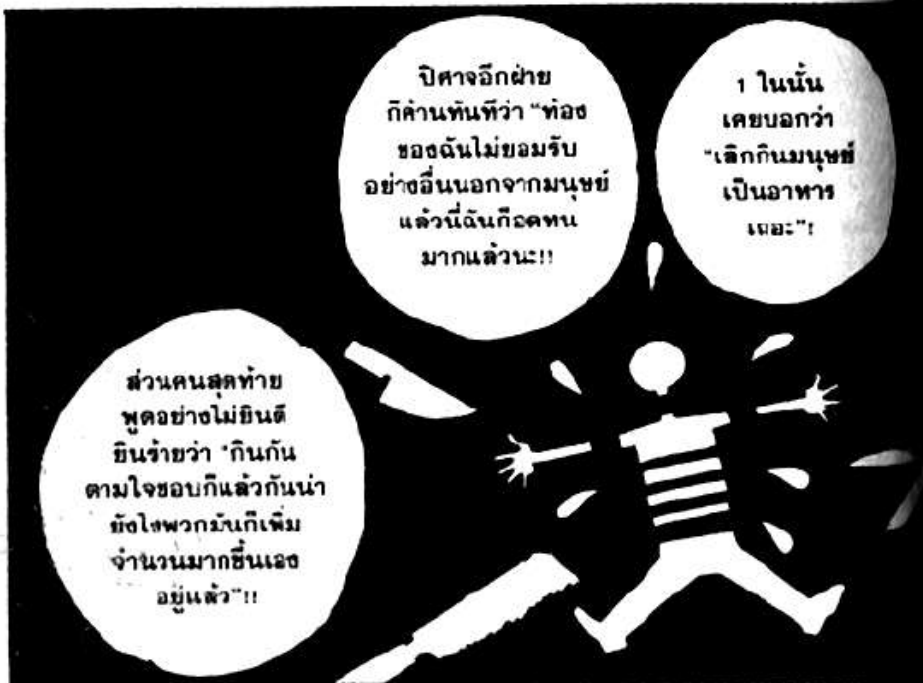 1 ในนั้น
เคยบอกว่า
"เลิกกินมนุษย์
เป็นอาหาร
เถอะ"!
ปิศาจอีกฝ่าย
ก็ค้านทันทีว่า "ท้อง
ของฉันไม่ยอมรับ
อย่างอื่นนอกจากมนุษย์
แล้วนี่ฉันก็อดทน
มากแล้วนะ!!
ส่วนคนสุดท้าย
พูดอย่างไม่ยินดี
ยินร้ายว่า "กินกัน
ตามใจชอบก็แล้วกันน่า
ยังไงพวกมันก็เพิ่ม
จำนวนมากขึ้นเอง
อยู่แล้ว"!!